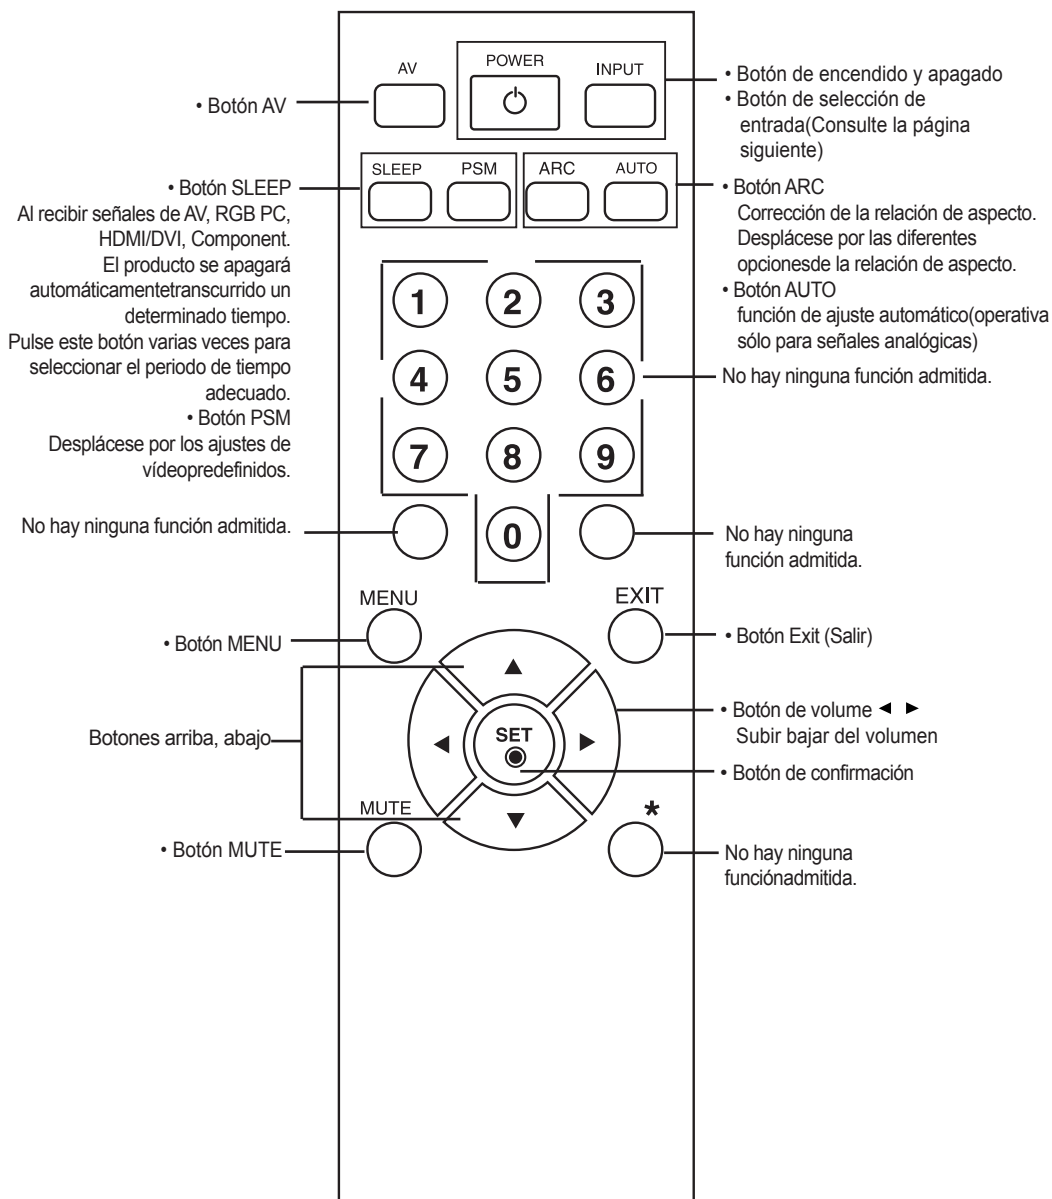 AV
POWER
INPUT
• Botón AV
• Botón de encendido y apagado
• Botón de selección de
entrada(Consulte la página
siguiente)
SLEEP
PSM
ARC
AUTO
• Botón SLEEP
Al recibir señales de AV, RGB PC,
HDMI/DVI, Component.
El producto se apagará
automáticamentetranscurrido un
determinado tiempo.
Pulse este botón varias veces para
seleccionar el periodo de tiempo
adecuado.
• Botón PSM
Desplácese por los ajustes de
vídeopredefinidos.
• Botón ARC
Corrección de la relación de aspecto.
Desplácese por las diferentes
opcionesde la relación de aspecto.
• Botón AUTO
función de ajuste automático(operativa
sólo para señales analógicas)
1 2 3
4 5 6
No hay ninguna función admitida.
7 8 9
No hay ninguna función admitida.
0
No hay ninguna
función admitida.
MENU
EXIT
• Botón MENU
• Botón Exit (Salir)
▲
• Botón de volume ◄ ►
Subir bajar del volumen
Botones arriba, abajo
◄ SET ►
• Botón de confirmación
▼
MUTE
*
• Botón MUTE
No hay ninguna
funciónadmitida.